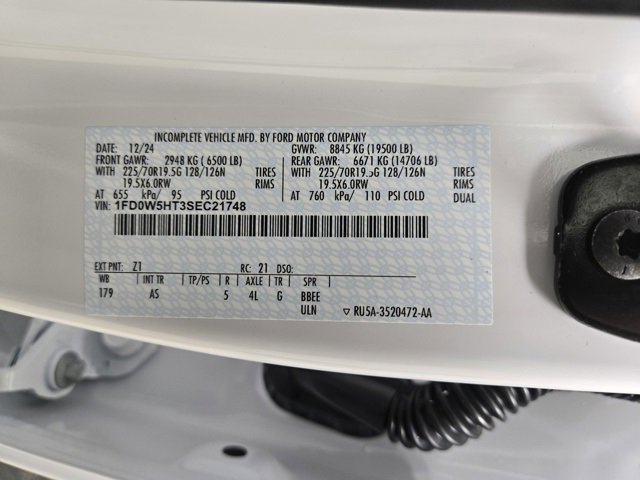 INCOMPLETE VEHICLE MFD. BY FORD MOTOR COMPANY
DATE: 12/24 GVWR: 8845 KG (19500 LB)
FRONT GAWR: 2948 KG ( 6500 LB) REAR GAWR: 6671 KG (14706 LB)
WITH 225/70R19.5G 128/126N TIRES WITH 225/70R19.5G 128/126N TIRES
19.5X6.0RW RIMS 19.5X6.0RW RIMS
AT 655 kPa/ 95 PSI COLD AT 760 kPa/ 110 PSI COLD DUAL
VIN: 1FD0W5HT3SEC21748
EXT PNT: Z1 RC: 21 DSO:
WB INT TR TP/PS R AXLE TR SPR
179 AS 5 4L G BBEE
ULN ▽ RU5A-3520472-AA